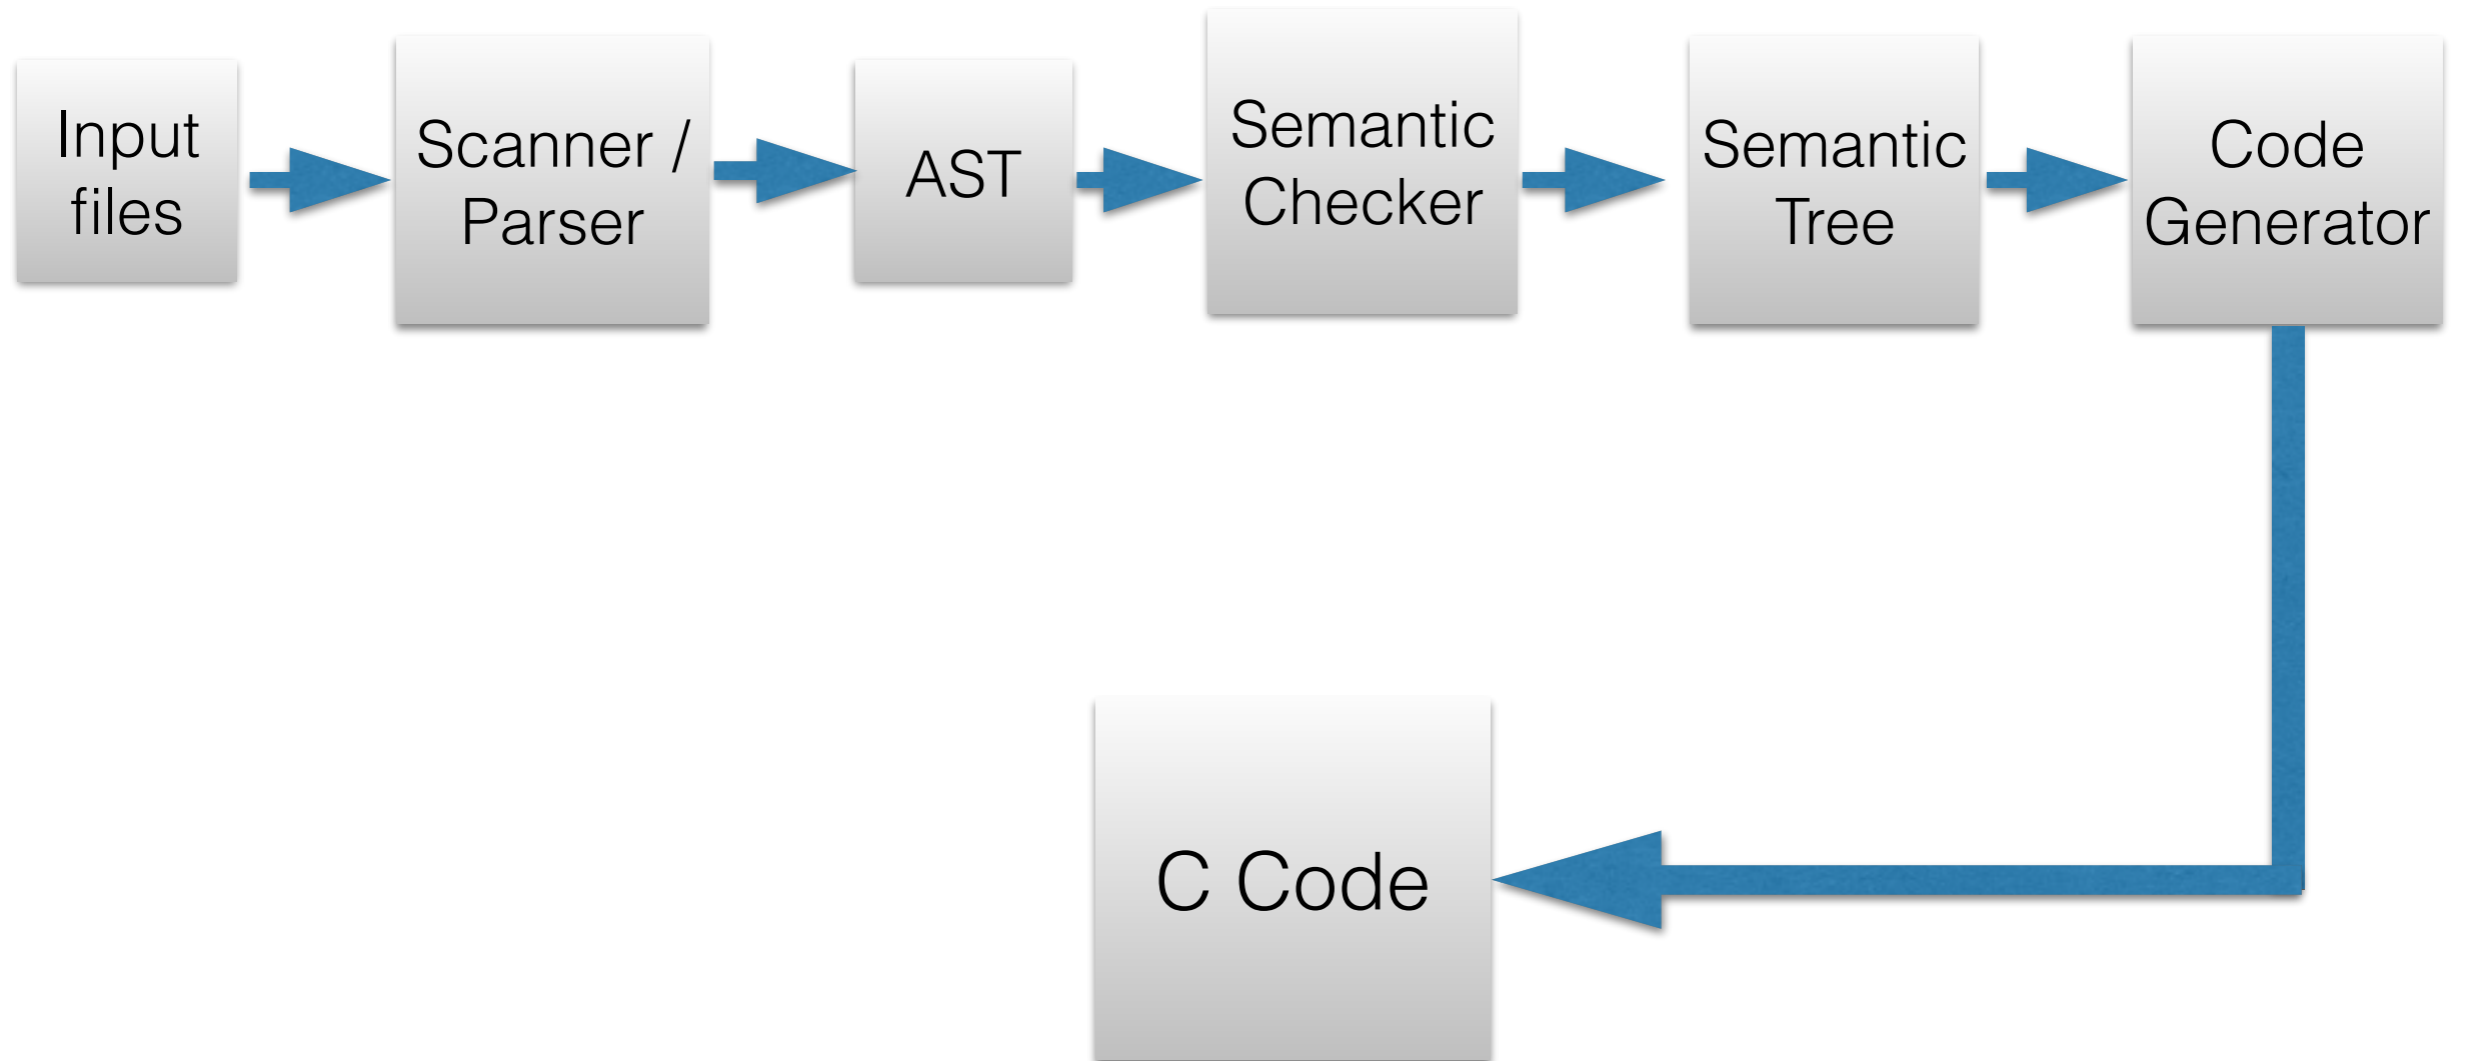 Input
files
Scanner /
Parser
AST
Semantic
Checker
Semantic
Tree
Code
Generator
C Code